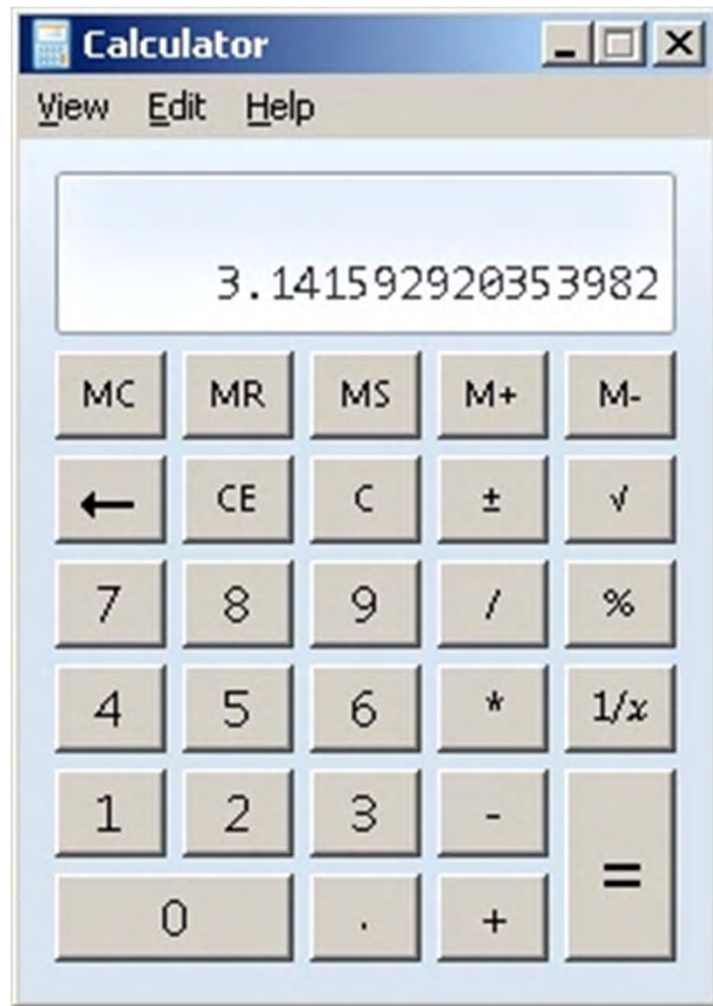 Calculator
View Edit Help
3.141592920353982
MC MR MS M+ M-
← CE C ± √
7 8 9 / %
4 5 6 * 1/x
1 2 3 -
=
0 . +